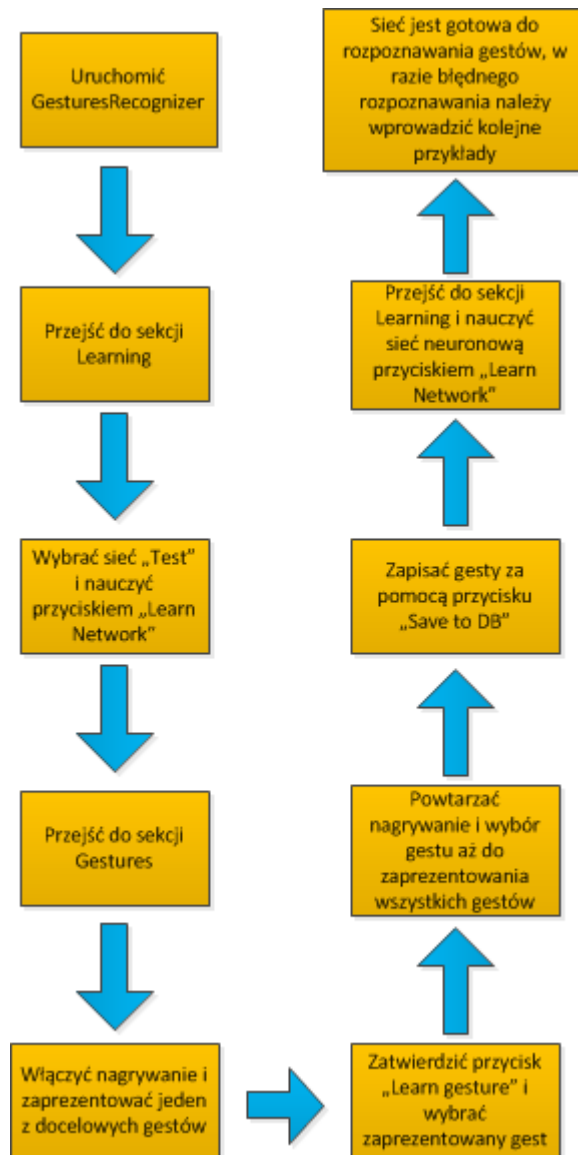 Uruchomić
GesturesRecognizer
Przejść do sekcji
Learning
Wybrać sieć „Test”
i nauczyć
przyciskiem „Learn
Network”
Przejść do sekcji
Gestures
Włączyć nagrywanie i
zaprezentować jeden
z docelowych gestów
Zatwierdzić przycisk
„Learn gesture” i
wybrać
zaprezentowany gest
Powtarzać
nagrywanie i wybór
gestu aż do
zaprezentowania
wszystkich gestów
Zapisać gesty za
pomocą przycisku
„Save to DB”
Przejść do sekcji
Learning i nauczyć
sieć neuronową
przyciskiem „Learn
Network”
Sieć jest gotowa do
rozpoznawania gestów, w
razie błędnego
rozpoznawania należy
wprowadzić kolejne
przykłady